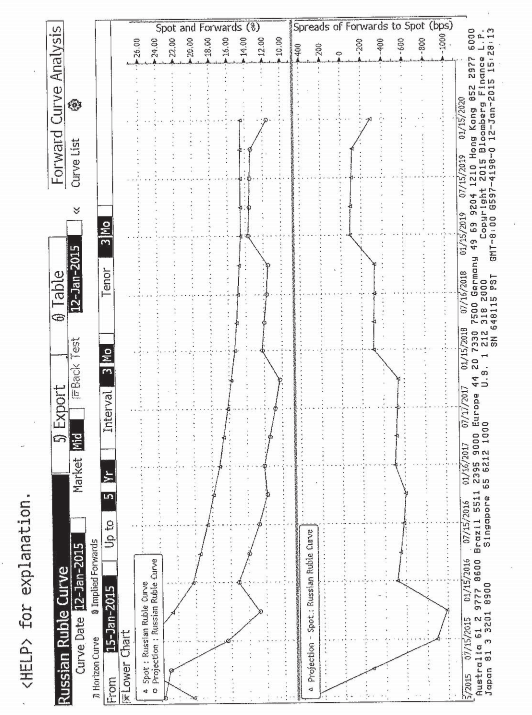 <HELP> for explanation.
Russian Ruble Curve 5) Export 6) Table Forward Curve Analysis
Curve Date 12-Jan-2015 Market Mid Back Test 12-Jan-2015 « Curve List
Horizon Curve Implied Forwards
From 15-Jan-2015 Up to 5 Yr Interval 3 Mo Tenor 3 Mo
Lower Chart
Spot and Forwards (%)
Spot : Russian Ruble Curve
Projection : Russian Ruble Curve
26.00
24.00
22.00
20.00
18.00
16.00
14.00
12.00
10.00
Spreads of Forwards to Spot (bps)
Projection - Spot : Russian Ruble Curve
400
200
0
-200
-400
-600
-800
-1000
5/2015 07/15/2015 01/15/2016 07/15/2016 01/16/2017 07/17/2017 01/15/2018 07/16/2018 01/15/2019 07/15/2019 01/15/2020
Australia 61 2 9777 8600 Brazil 5511 2395 9000 Europe 44 20 7330 7500 Germany 49 69 9204 1210 Hong Kong 852 2977 6000
Japan 81 3 3201 8900 Singapore 65 6212 1000 U.S. 1 212 318 2000 Copyright 2015 Bloomberg Finance L.P.
SN 648115 PST GMT-8:00 G597-4198-0 12-Jan-2015 15:28:13